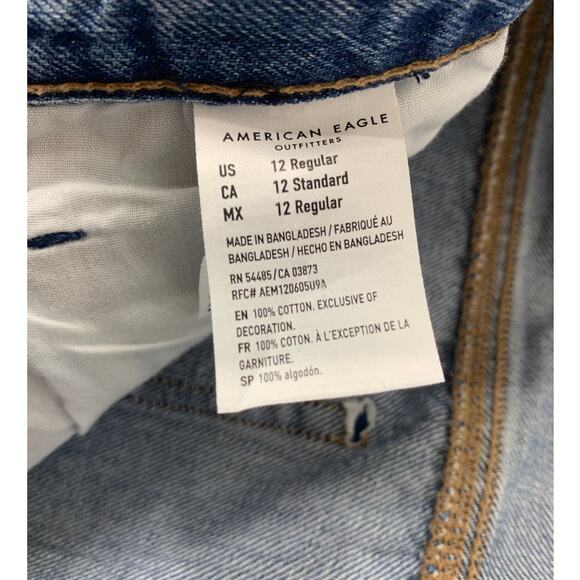 AMERICAN EAGLE
OUTFITTERS
US 12 Regular
CA 12 Standard
MX 12 Regular
MADE IN BANGLADESH / FABRIQUÉ AU
BANGLADESH / HECHO EN BANGLADESH
RN 54485/CA 03873
RFC# AEM120605U9A
EN 100% COTTON. EXCLUSIVE OF
DECORATION.
FR 100% COTON. À L'EXCEPTION DE LA
GARNITURE.
SP 100% algodón.